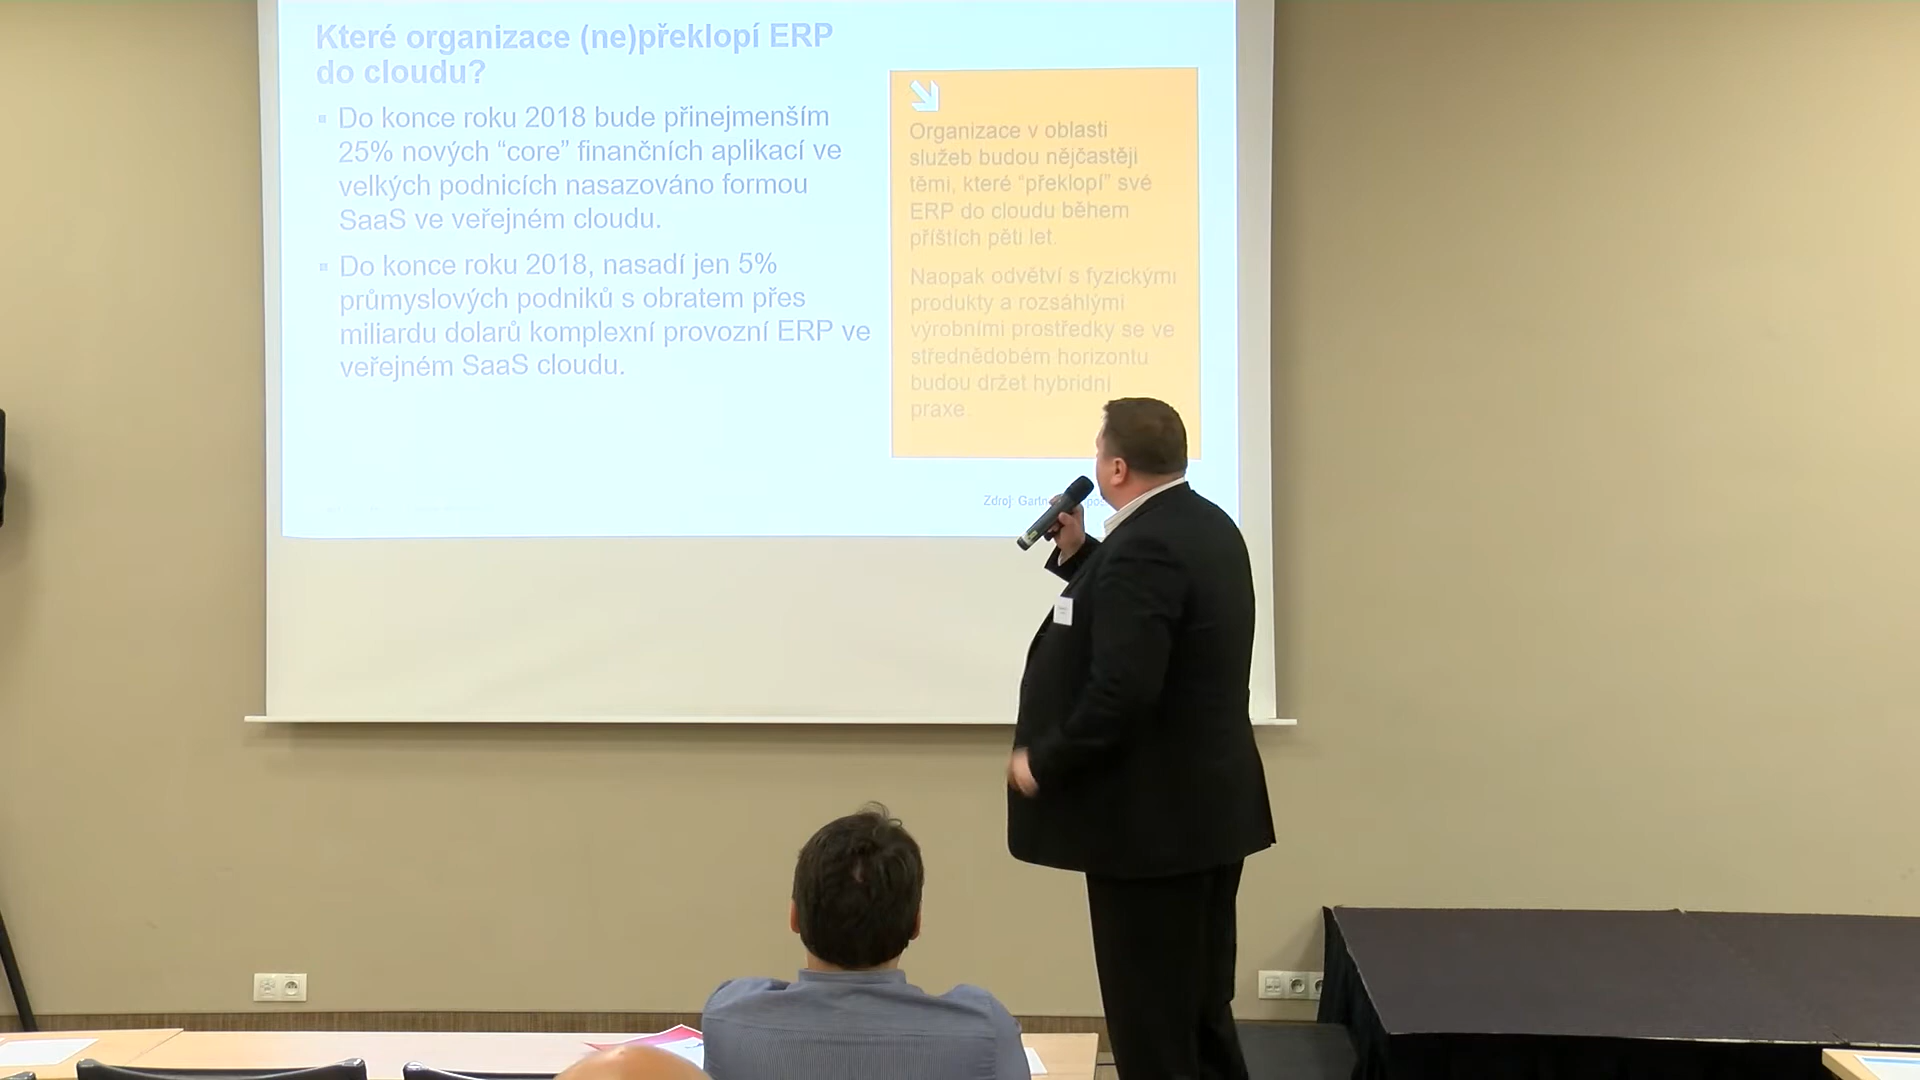 Které organizace (ne)překlopí ERP
do cloudu?
Do konce roku 2018 bude přinejmenším
25% nových “core” finančních aplikací ve
velkých podnicích nasazováno formou
SaaS ve veřejném cloudu.
Do konce roku 2018, nasadí jen 5%
průmyslových podniků s obratem přes
miliardu dolarů komplexní provozní ERP ve
veřejném SaaS cloudu.
Organizace v oblasti
služeb budou nějčastěji
těmi, které “překlopí” své
ERP do cloudu během
příštích pěti let.
Naopak odvětví s fyzickými
produkty a rozsáhlými
výrobními prostředky se ve
střednědobém horizontu
budou držet hybridní
praxe.
Zdroj: